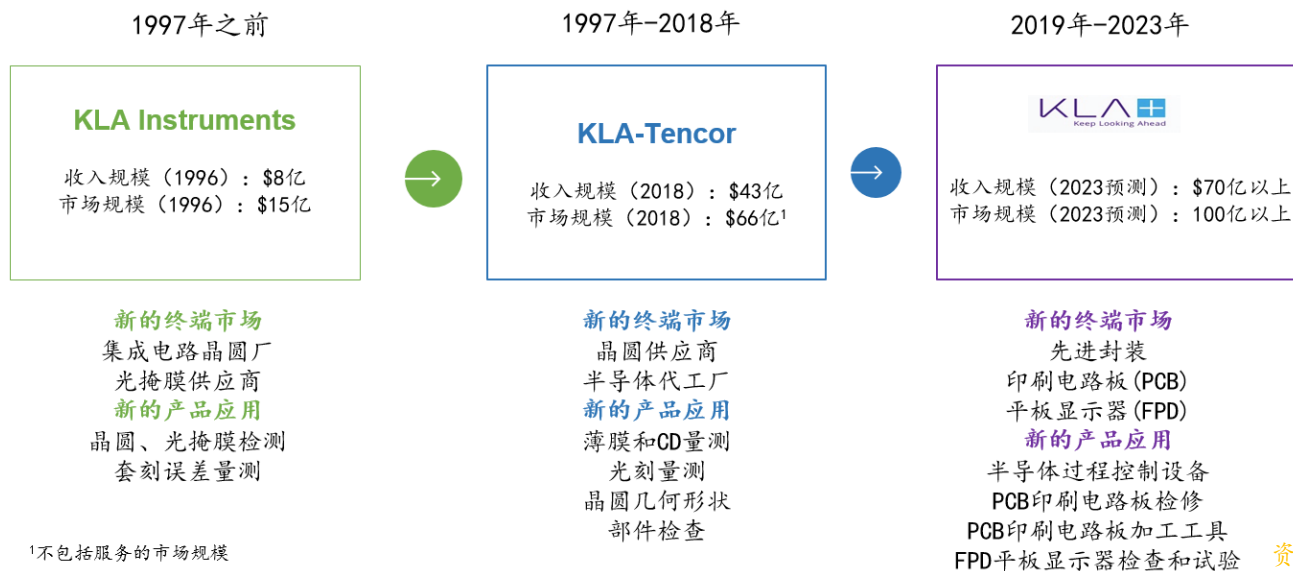 1997年之前
KLA Instruments
收入规模（1996）：$8亿
市场规模（1996）：$15亿
新的终端市场
集成电路晶圆厂
光掩膜供应商
新的产品应用
晶圆、光掩膜检测
套刻误差量测
1997年-2018年
KLA-Tencor
收入规模（2018）：$43亿
市场规模（2018）：$66亿¹
新的终端市场
晶圆供应商
半导体代工厂
新的产品应用
薄膜和CD量测
光刻量测
晶圆几何形状
部件检查
2019年-2023年
KLA+
Keep Looking Ahead
收入规模（2023预测）：$70亿以上
市场规模（2023预测）：100亿以上
新的终端市场
先进封装
印刷电路板(PCB)
平板显示器(FPD)
新的产品应用
半导体过程控制设备
PCB印刷电路板检修
PCB印刷电路板加工工具
FPD平板显示器检查和试验
¹不包括服务的市场规模
资